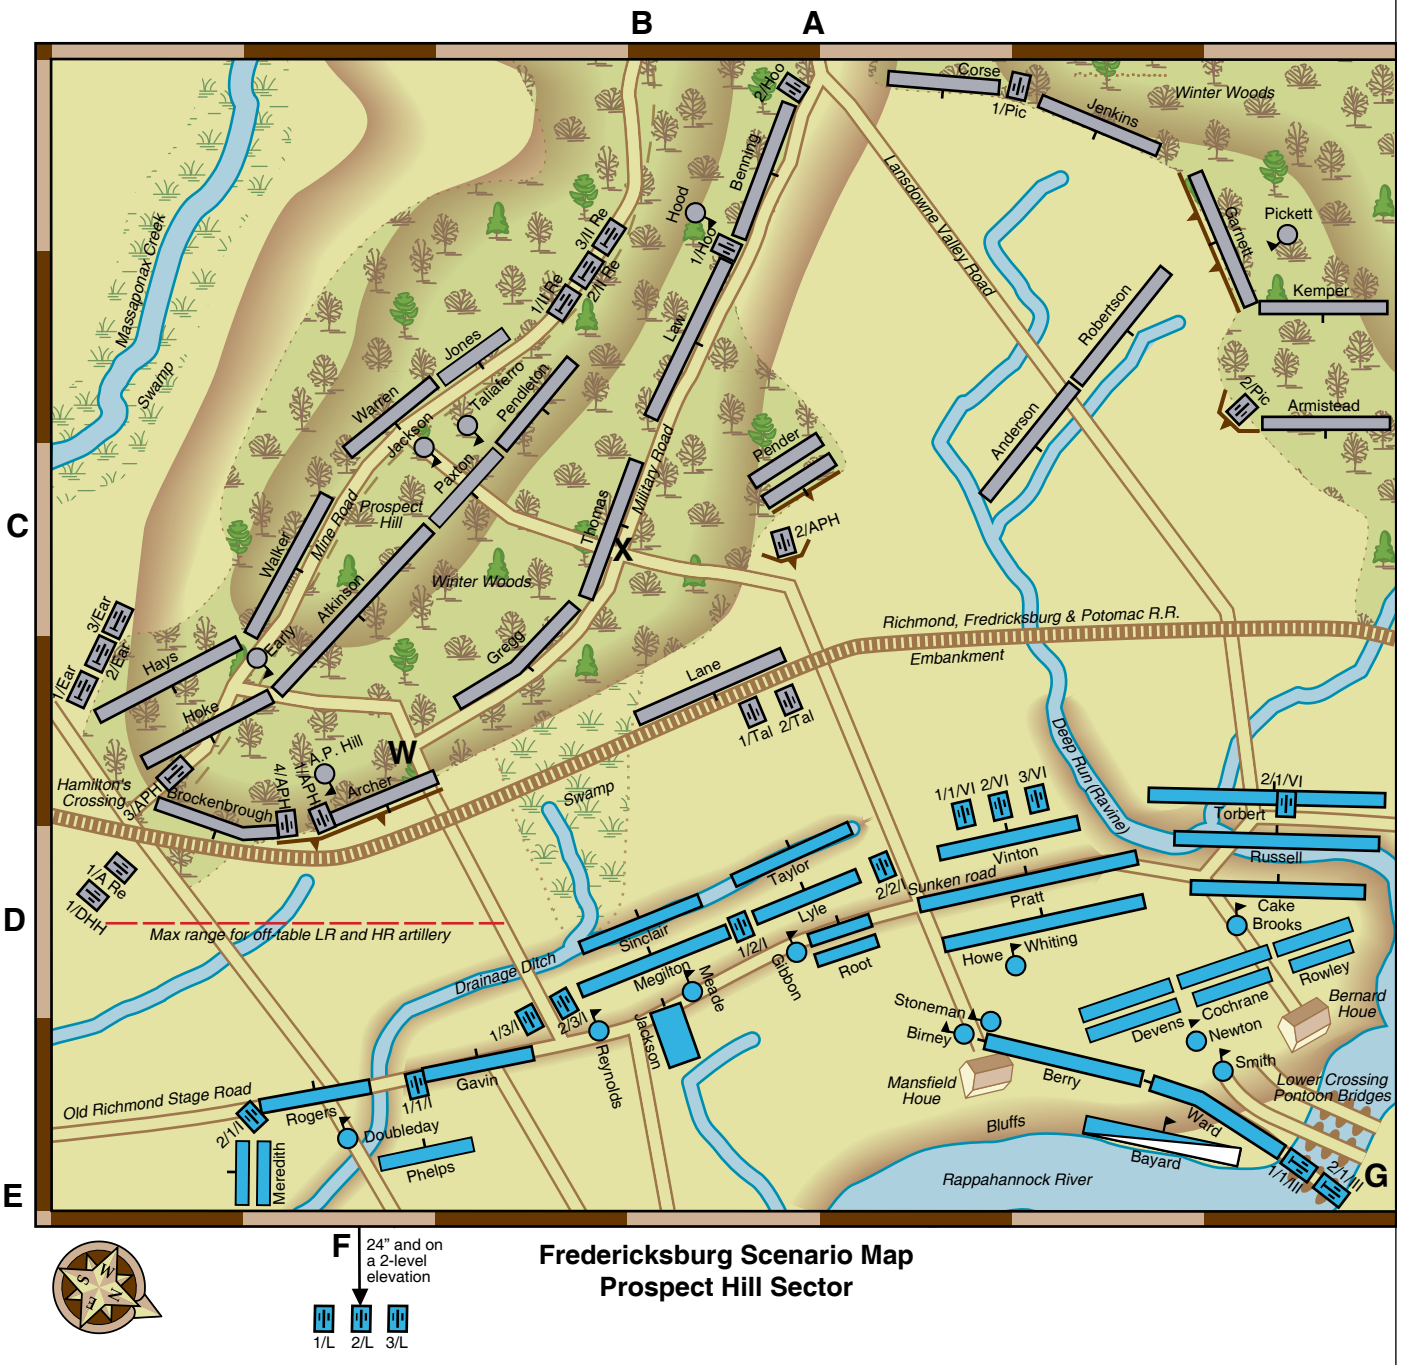 B
A
2/Hoo
Corse
1/Pic
Jenkins
Winter Woods
Benning
Hood
1/Hoo
Lansdowne Valley Road
Garnett
Pickett
Kemper
3/II Re
2/II Re
1/II Re
Massaponax Creek
Swamp
Law
Robertson
Jones
Taliaferro
Pendleton
Warren
Jackson
Paxton
2/Pic
Armistead
Anderson
Pender
Military Road
Thomas
C
Prospect
Hill
Mine Road
Walker
X
2/APH
Winter Woods
Atkinson
3/Ear
2/Ear
1/Ear
Hays
Early
Gregg
Richmond, Fredericksburg & Potomac R.R.
Embankment
Lane
1/Tal
2/Tal
Hoke
W
A.P. Hill
Hamilton's
Crossing
3/APH
Brockenbrough
4/APH
1/APH
Archer
Swamp
Deep Run (Ravine)
1/1/VI
2/VI
3/VI
2/1/VI
Torbert
Vinton
Russell
1/A Re
1/DHH
Taylor
2/2/I
Sunken road
Pratt
Cake
Brooks
D
Max range for off-table LR and HR artillery
Lyle
Sinclair
1/2/I
Gibbon
Root
Howe
Whiting
Rowley
Drainage Ditch
Megilton
Meade
Stoneman
Birney
Devens
Cochrane
Newton
Bernard
Houe
1/3/I
2/3/I
Reynolds
Jackson
Smith
Mansfield
Houe
Berry
Lower Crossing
Pontoon Bridges
Gavin
Old Richmond Stage Road
1/1/I
Rogers
2/1/I
Doubleday
Phelps
Meredith
Bluffs
Ward
Bayard
Rappahannock River
1/1/III
2/1/III
G
E
F
24” and on
a 2-level
elevation
1/L
2/L
3/L
S
W
N
E
Fredericksburg Scenario Map
Prospect Hill Sector